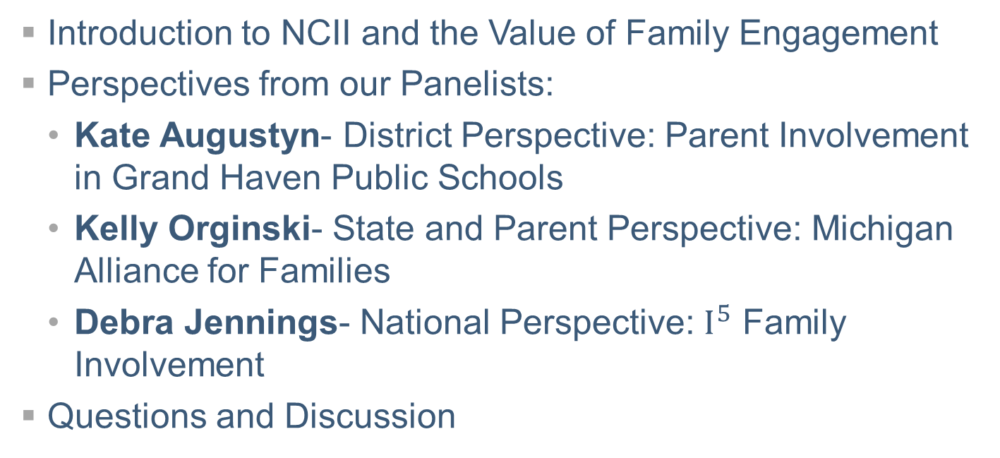 ▪ Introduction to NCII and the Value of Family Engagement
▪ Perspectives from our Panelists:
• Kate Augustyn- District Perspective: Parent Involvement
in Grand Haven Public Schools
• Kelly Orginski- State and Parent Perspective: Michigan
Alliance for Families
• Debra Jennings- National Perspective: I⁵ Family
Involvement
▪ Questions and Discussion